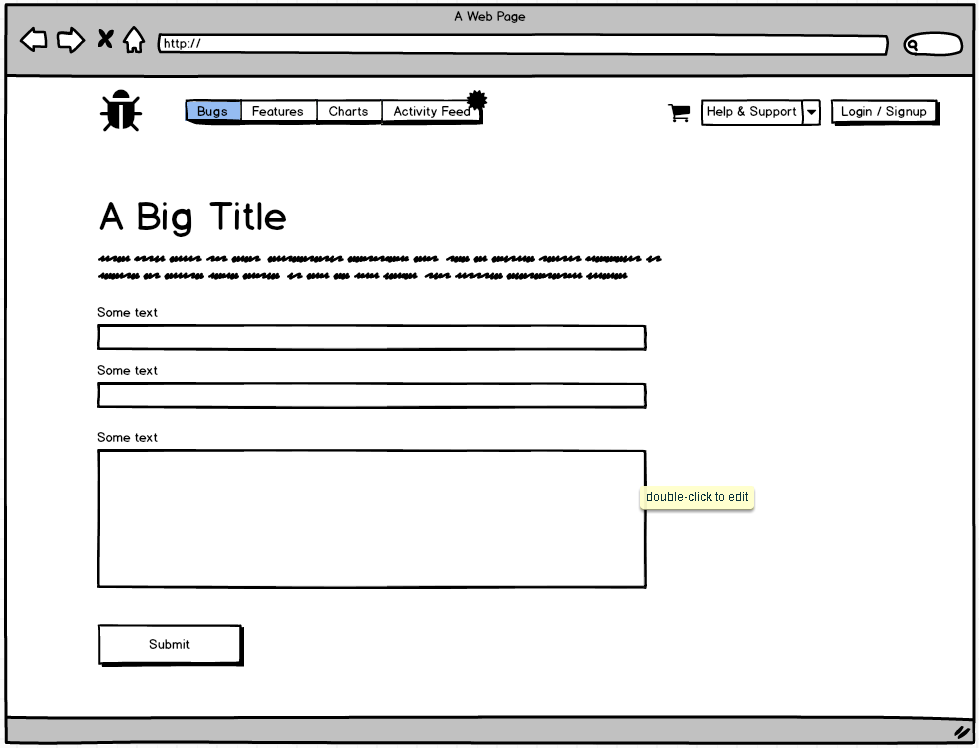 A Web Page
http://
Bugs Features Charts Activity Feed Help & Support Login / Signup
A Big Title
Some text
Some text
Some text
double-click to edit
Submit